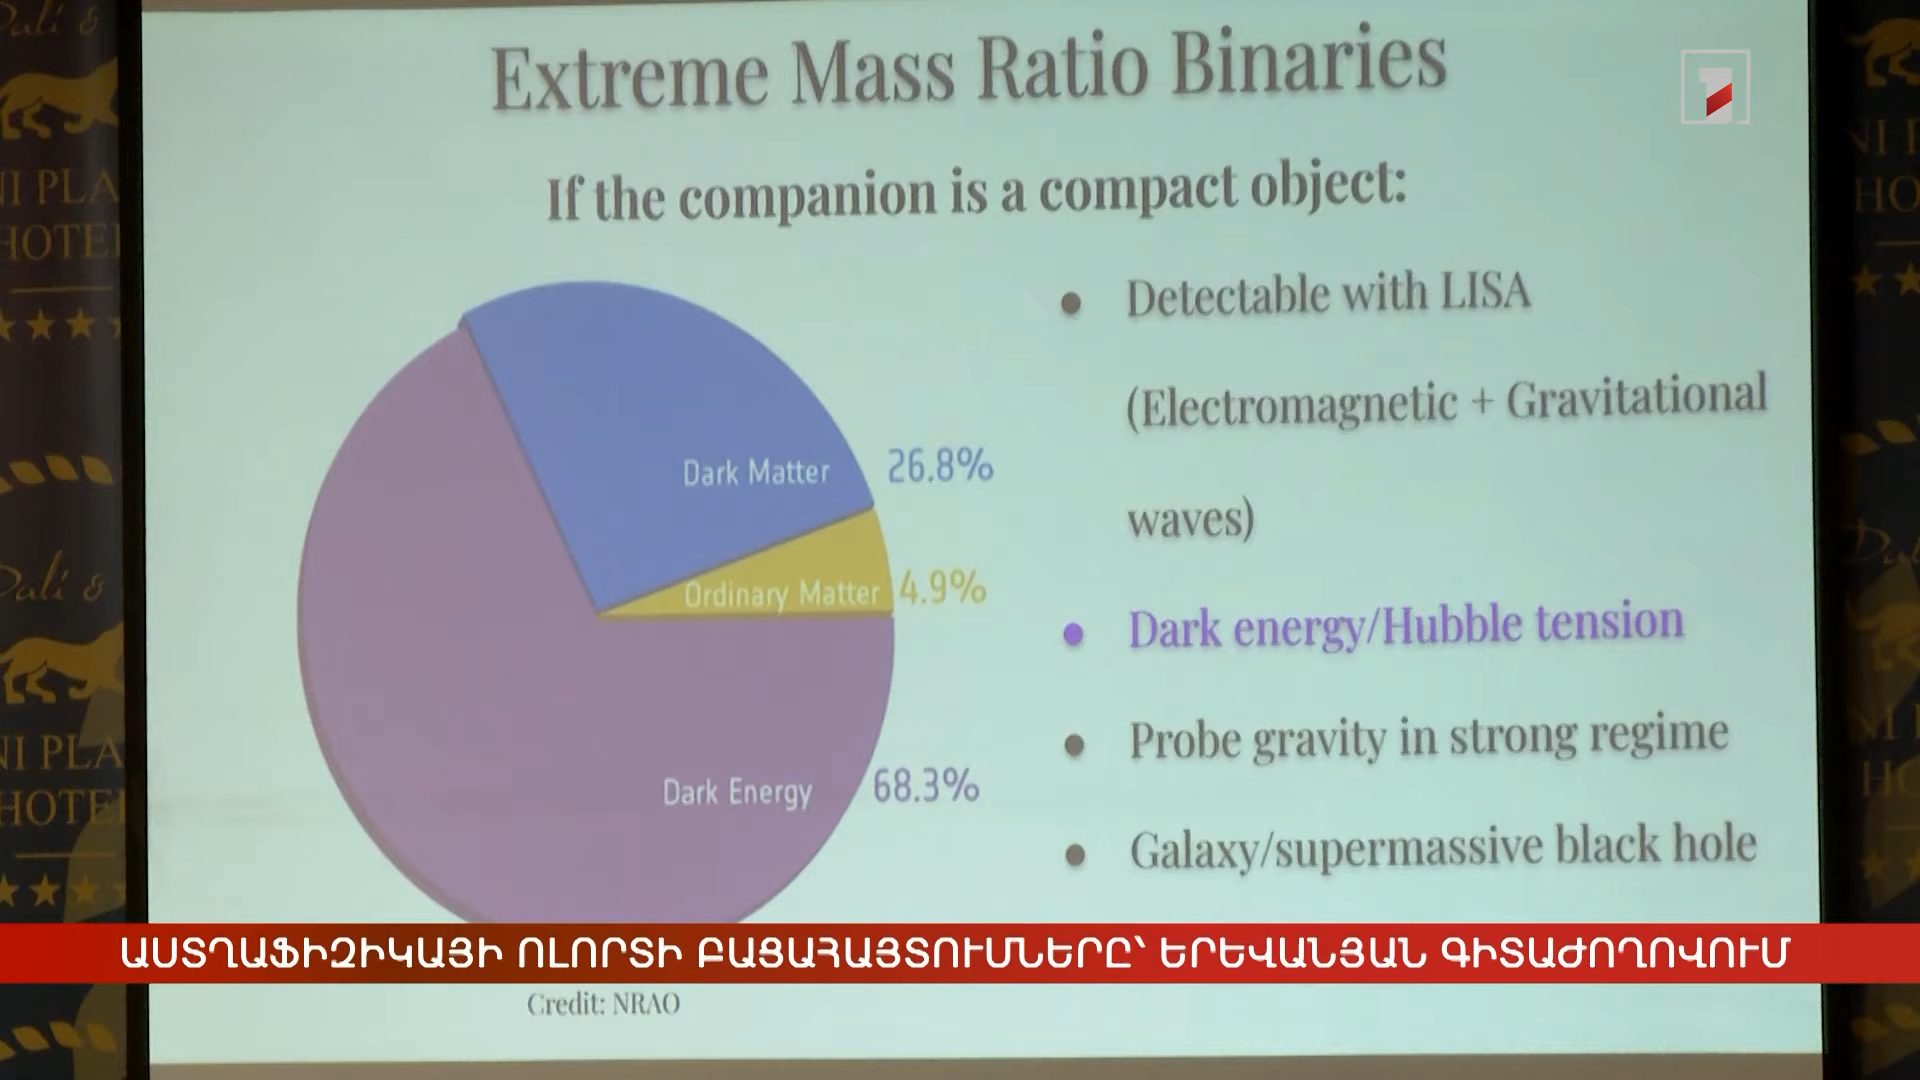 Extreme Mass Ratio Binaries
If the companion is a compact object:
Detectable with LISA
(Electromagnetic + Gravitational
waves)
Dark energy/Hubble tension
Probe gravity in strong regime
Galaxy/supermassive black hole
Dark Matter 26.8%
Ordinary Matter 4.9%
Dark Energy 68.3%
ԱՍՏՂԱՖԻԶԻԿԱՅԻ ՈԼՈՐՏԻ ԲԱՑԱՀԱՅՏՈՒՄՆԵՐԸ՝ ԵՐԵՎԱՆՅԱՆ ԳԻՏԱԺՈՂՈՎՈՒՄ
Credit: NRAO